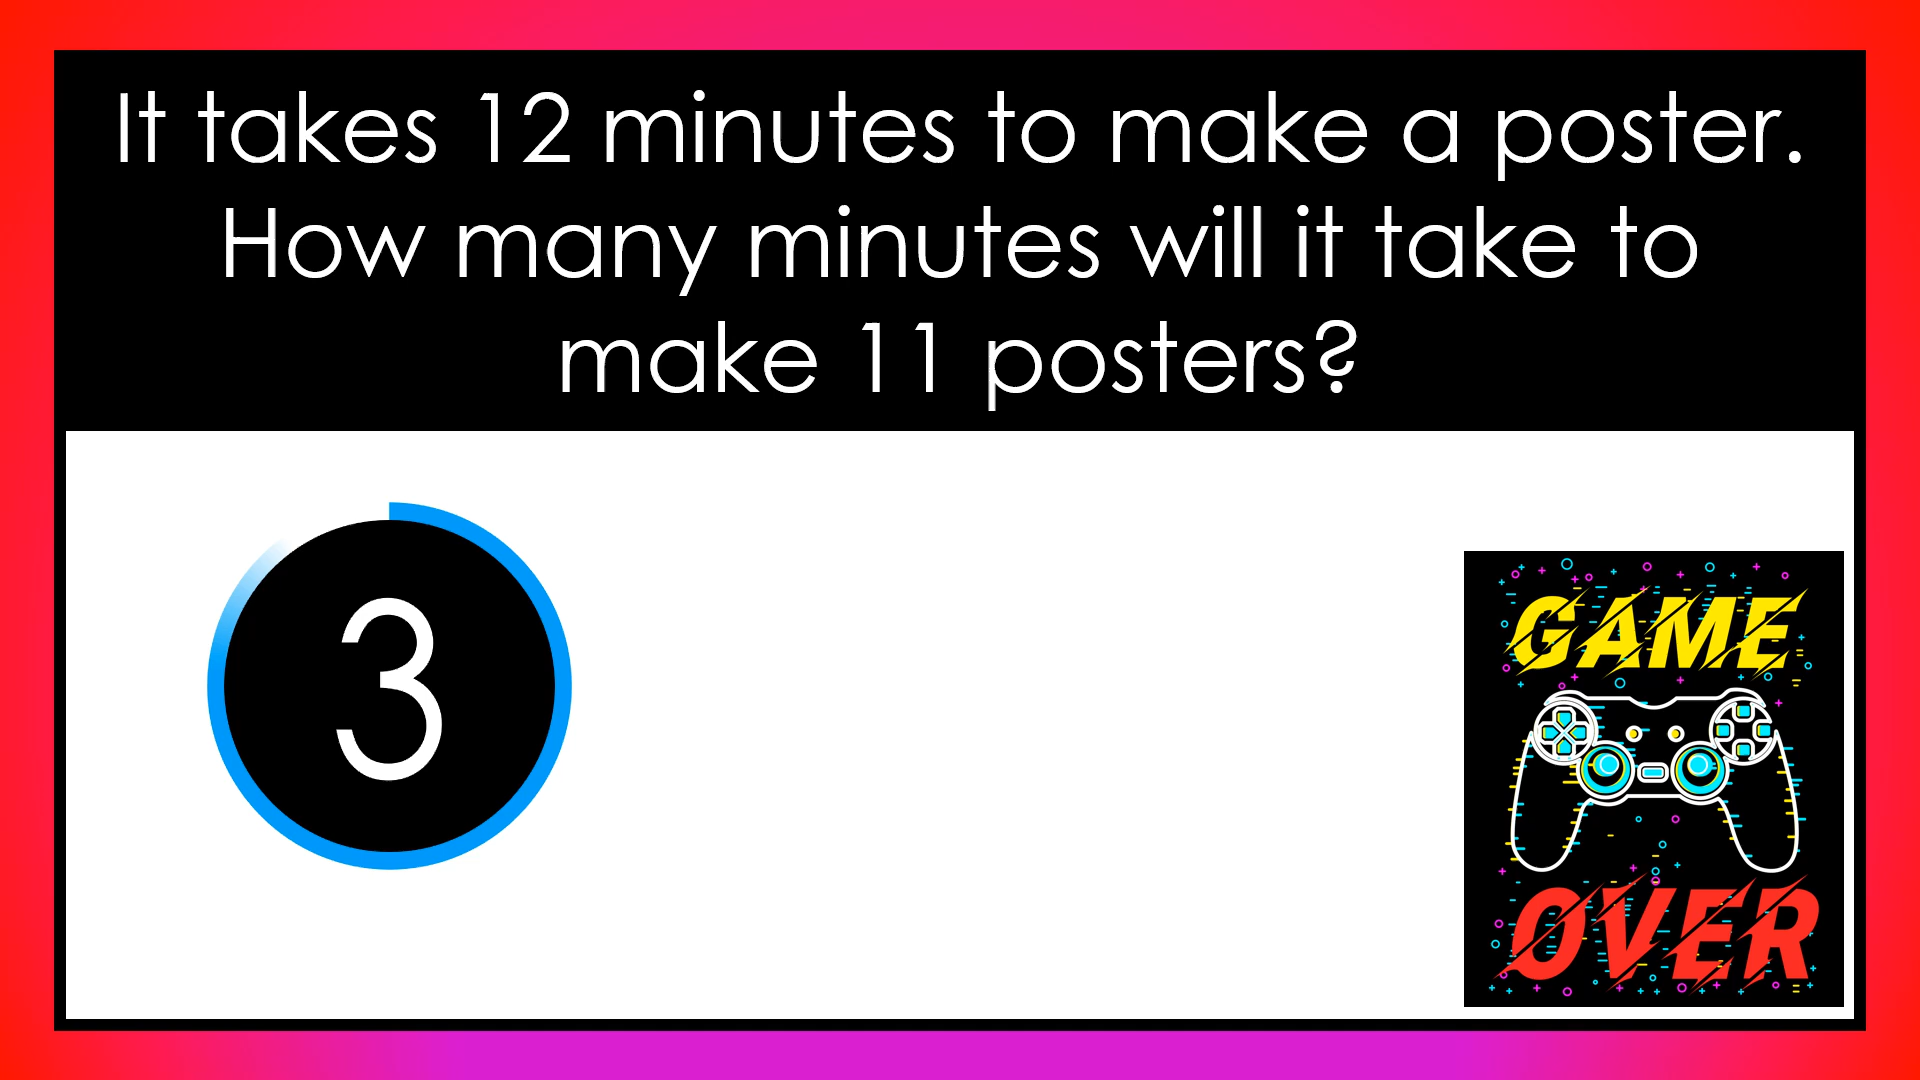 It takes 12 minutes to make a poster.
How many minutes will it take to
make 11 posters?
3
GAME
OVER